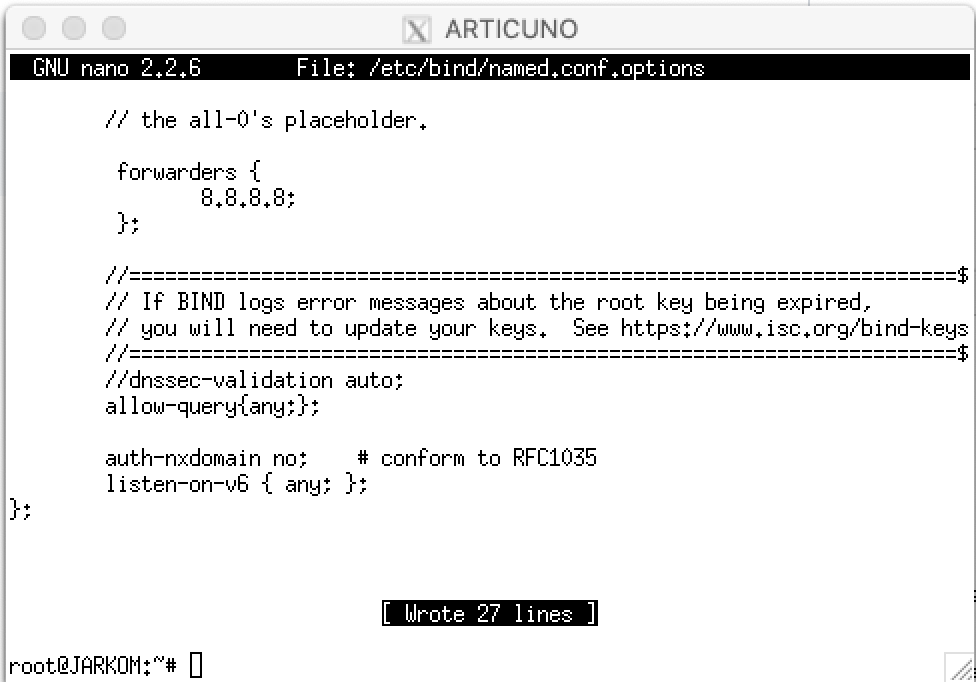 ARTICUNO
GNU nano 2.2.6 File: /etc/bind/named.conf.options
// the all-0's placeholder.
forwarders {
8.8.8.8;
};
//=====================================================================$
// If BIND logs error messages about the root key being expired,
// you will need to update your keys.  See https://www.isc.org/bind-keys
//=====================================================================$
//dnssec-validation auto;
allow-query{any;};
auth-nxdomain no;    # conform to RFC1035
listen-on-v6 { any; };
};
[ Wrote 27 lines ]
root@JARKOM:~#